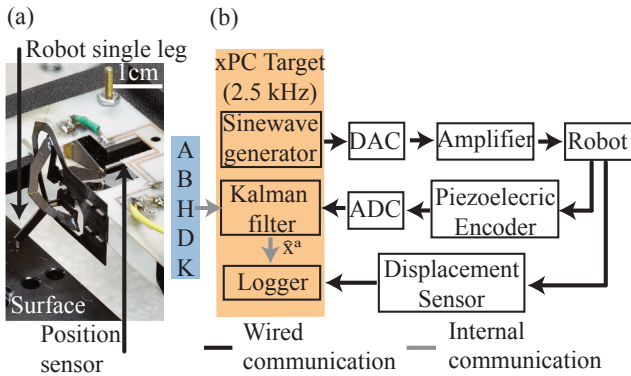 (a)
Robot single leg
1cm
Surface
Position
sensor
(b)
xPC Target
(2.5 kHz)
Sinewave
generator
DAC
Amplifier
Robot
A
B
H
D
K
Kalman
filter
ADC
Piezoelecric
Encoder
x̂ᵃ
Logger
Displacement
Sensor
Wired
communication
Internal
communication